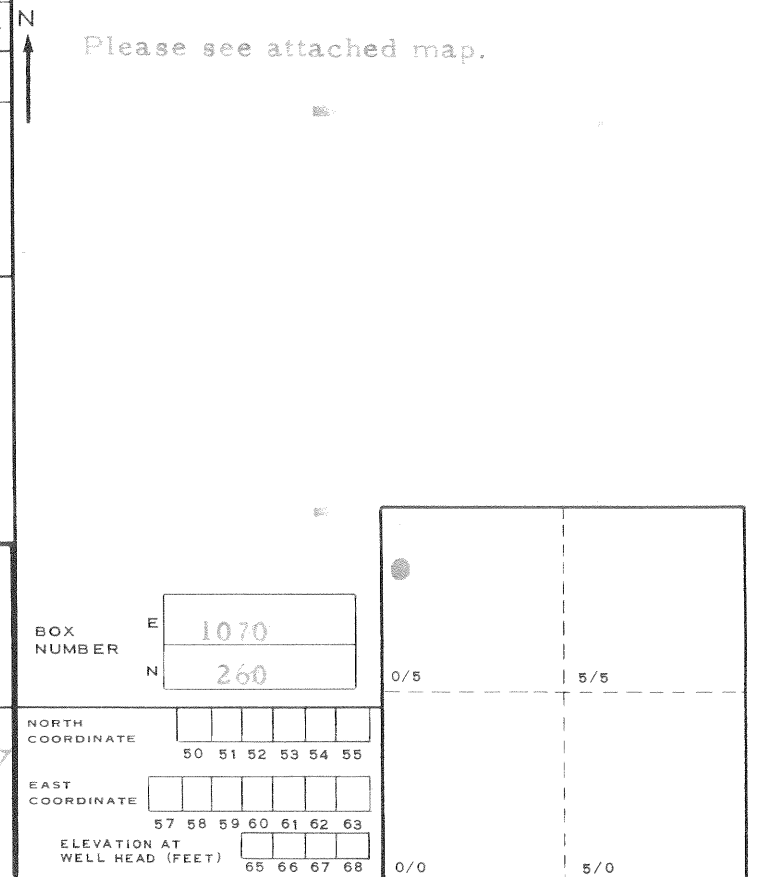 N
Please see attached map.
BOX
NUMBER
E 1070
N 260
0/5 5/5
NORTH
COORDINATE
50 51 52 53 54 55
EAST
COORDINATE
57 58 59 60 61 62 63
ELEVATION AT
WELL HEAD (FEET)
65 66 67 68
0/0 5/0